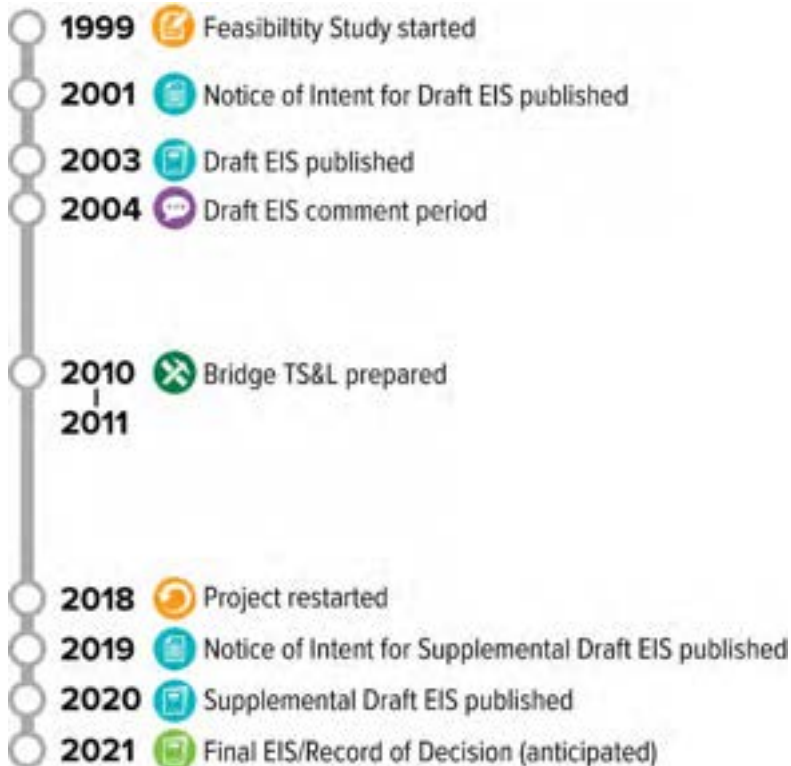 1999 Feasibiltity Study started
2001 Notice of Intent for Draft EIS published
2003 Draft EIS published
2004 Draft EIS comment period
2010 Bridge TS&L prepared
2011
2018 Project restarted
2019 Notice of Intent for Supplemental Draft EIS published
2020 Supplemental Draft EIS published
2021 Final EIS/Record of Decision (anticipated)